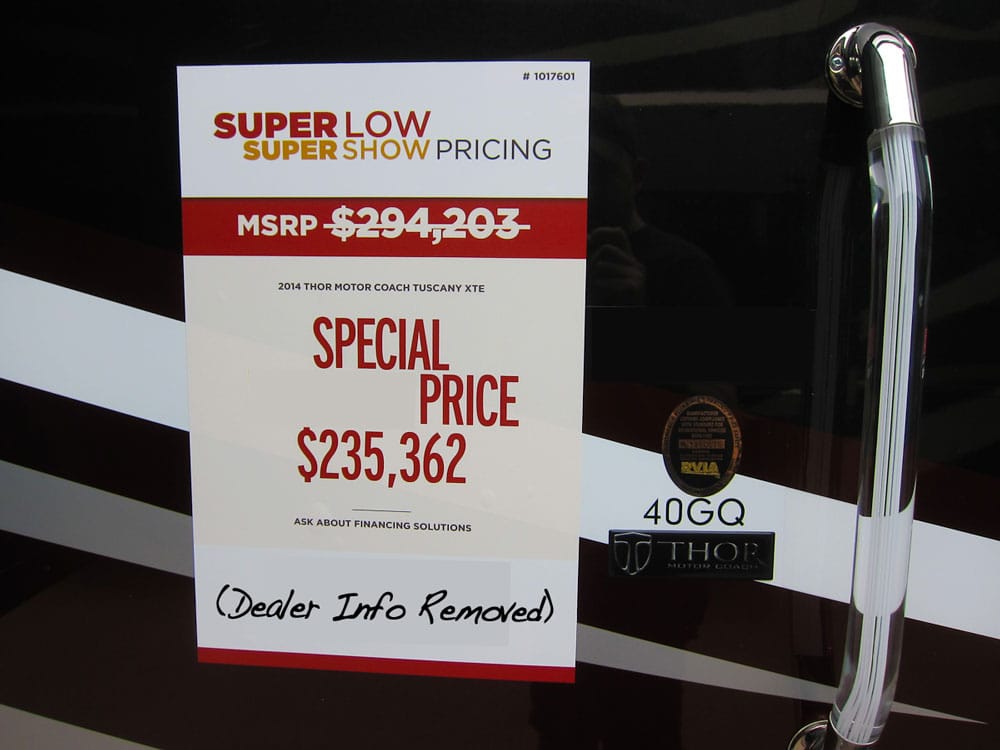 # 1017601
SUPER LOW
SUPER SHOW PRICING
MSRP $294,203
2014 THOR MOTOR COACH TUSCANY XTE
SPECIAL
PRICE
$235,362
ASK ABOUT FINANCING SOLUTIONS
(Dealer Info Removed)
RVIA
40GQ
THOR
MOTOR COACH